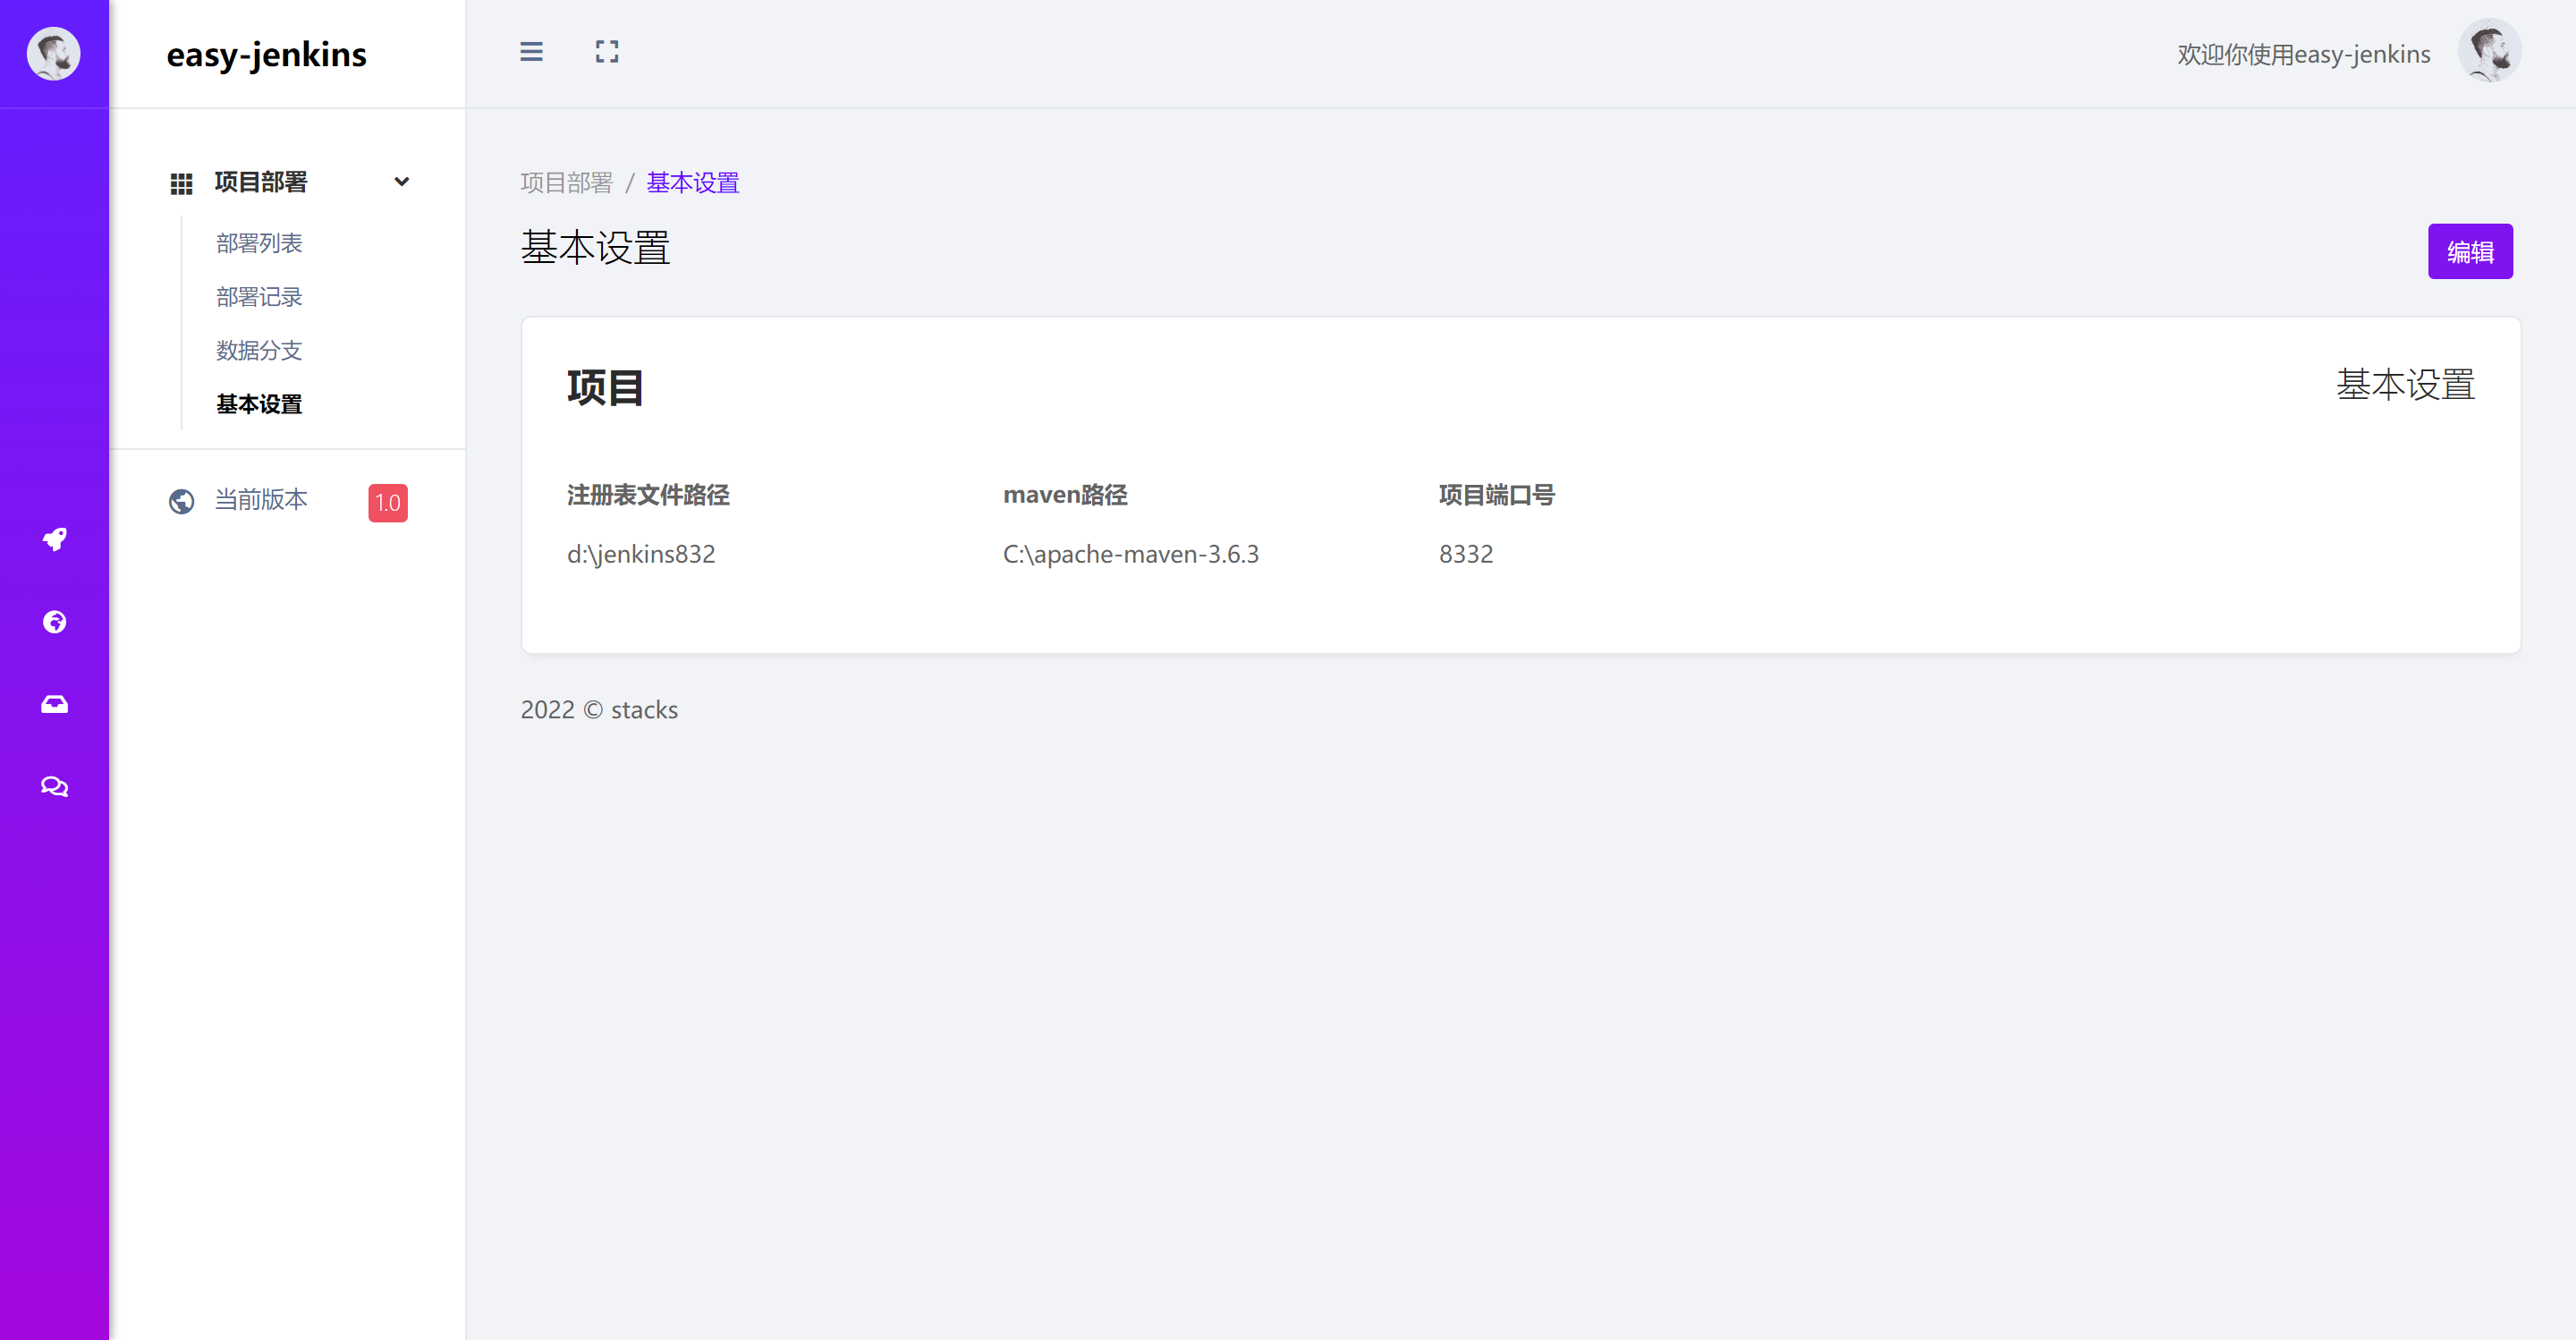 easy-jenkins
欢迎你使用easy-jenkins
项目部署
部署列表
部署记录
数据分支
基本设置
当前版本 1.0
项目部署 / 基本设置
基本设置
编辑
项目
基本设置
注册表文件路径 maven路径 项目端口号
d:\jenkins832 C:\apache-maven-3.6.3 8332
2022 © stacks